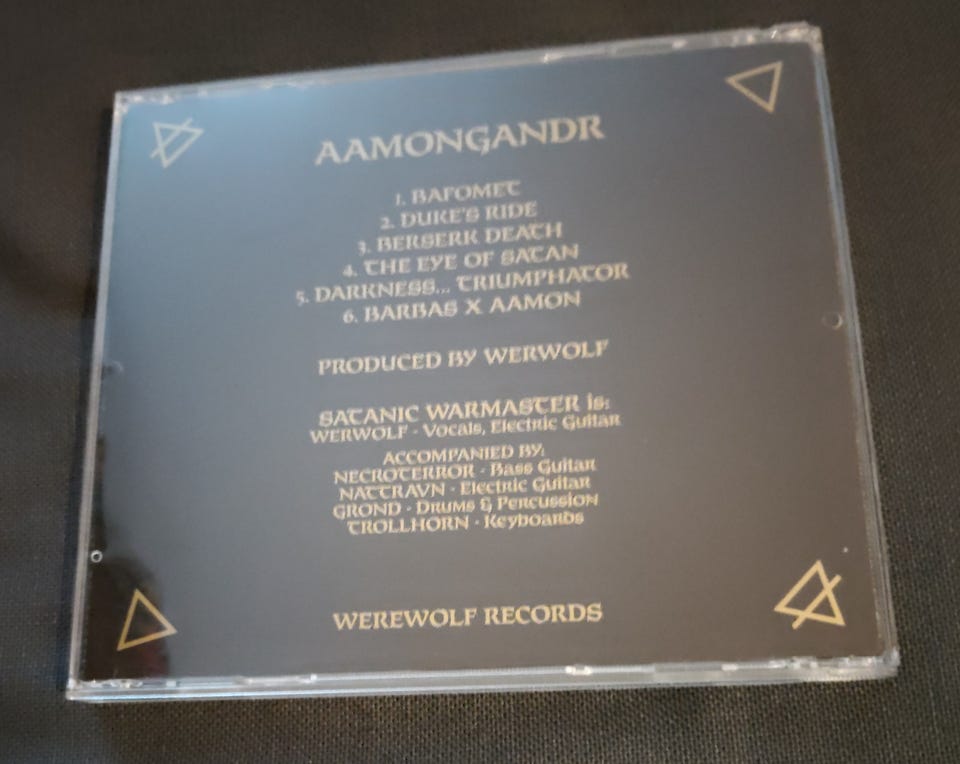 AAMONGANDR
1. BAFOMET
2. DUKE'S RIDE
3. BERSERK DEATH
4. THE EYE OF SATAN
5. DARKNESS... TRIUMPHATOR
6. BARBAS X AAMON
PRODUCED BY WERWOLF
SATANIC WARMASTER is:
WERWOLF - Vocals, Electric Guitar
ACCOMPANIED BY:
NECROTERROR - Bass Guitar
NATTRAVN - Electric Guitar
GROND - Drums & Percussion
TROLLHORN - Keyboards
WEREWOLF RECORDS